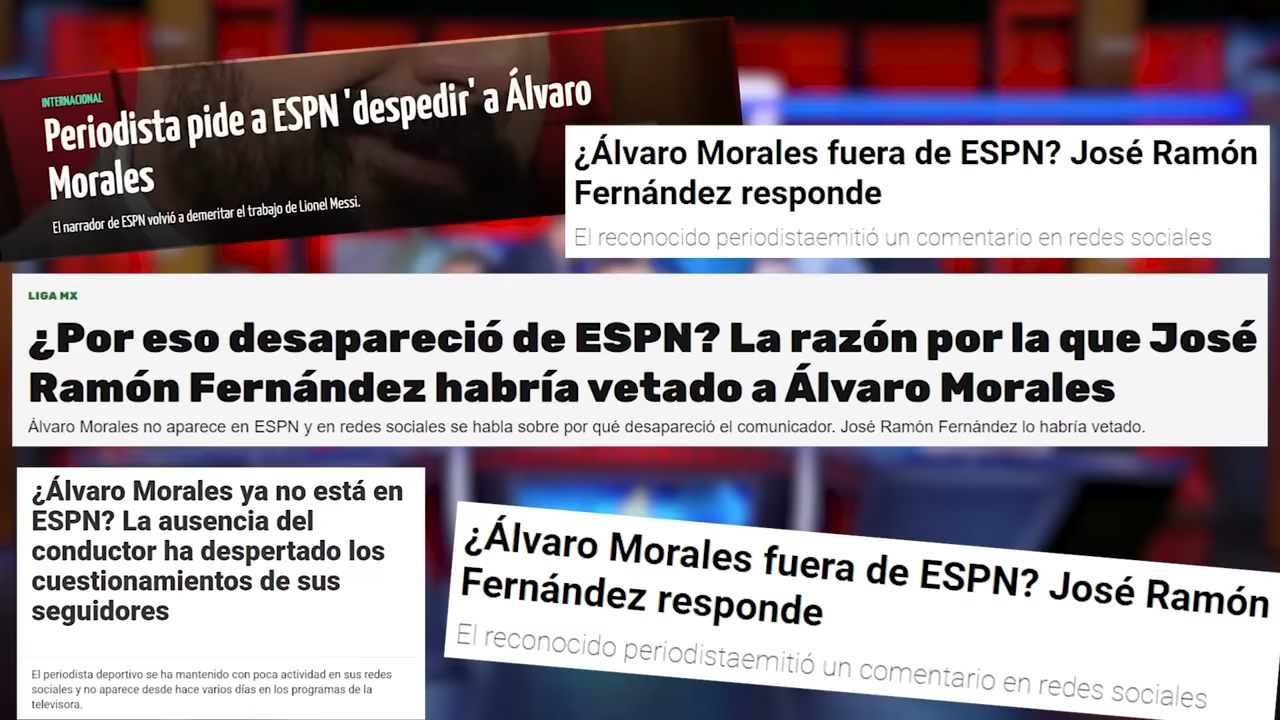 INTERNACIONAL
Periodista pide a ESPN 'despedir' a Álvaro
Morales
El narrador de ESPN volvió a demeritar el trabajo de Lionel Messi.
¿Álvaro Morales fuera de ESPN? José Ramón
Fernández responde
El reconocido periodistaemitió un comentario en redes sociales
LIGA MX
¿Por eso desapareció de ESPN? La razón por la que José
Ramón Fernández habría vetado a Álvaro Morales
Álvaro Morales no aparece en ESPN y en redes sociales se habla sobre por qué desapareció el comunicador. José Ramón Fernández lo habría vetado.
¿Álvaro Morales ya no está en
ESPN? La ausencia del
conductor ha despertado los
cuestionamientos de sus
seguidores
El periodista deportivo se ha mantenido con poca actividad en sus redes
sociales y no aparece desde hace varios días en los programas de la
televisora.
¿Álvaro Morales fuera de ESPN? José Ramón
Fernández responde
El reconocido periodistaemitió un comentario en redes sociales